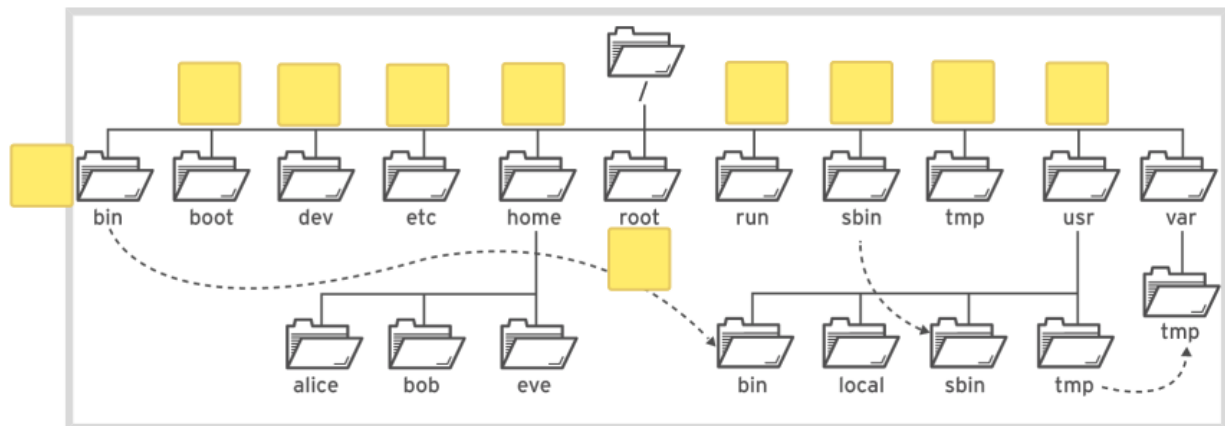 /
bin boot dev etc home root run sbin tmp usr var
tmp
alice bob eve bin local sbin tmp